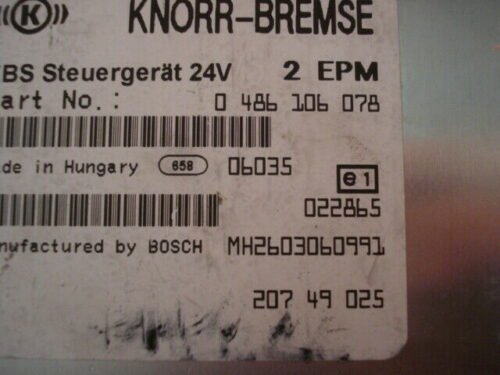 K KNORR-BREMSE
BS Steuergerät 24V 2 EPM
art No.: 0 486 106 078
de in Hungary 658 06035
e1
022865
nufactured by BOSCH MH2603060991
207 49 025